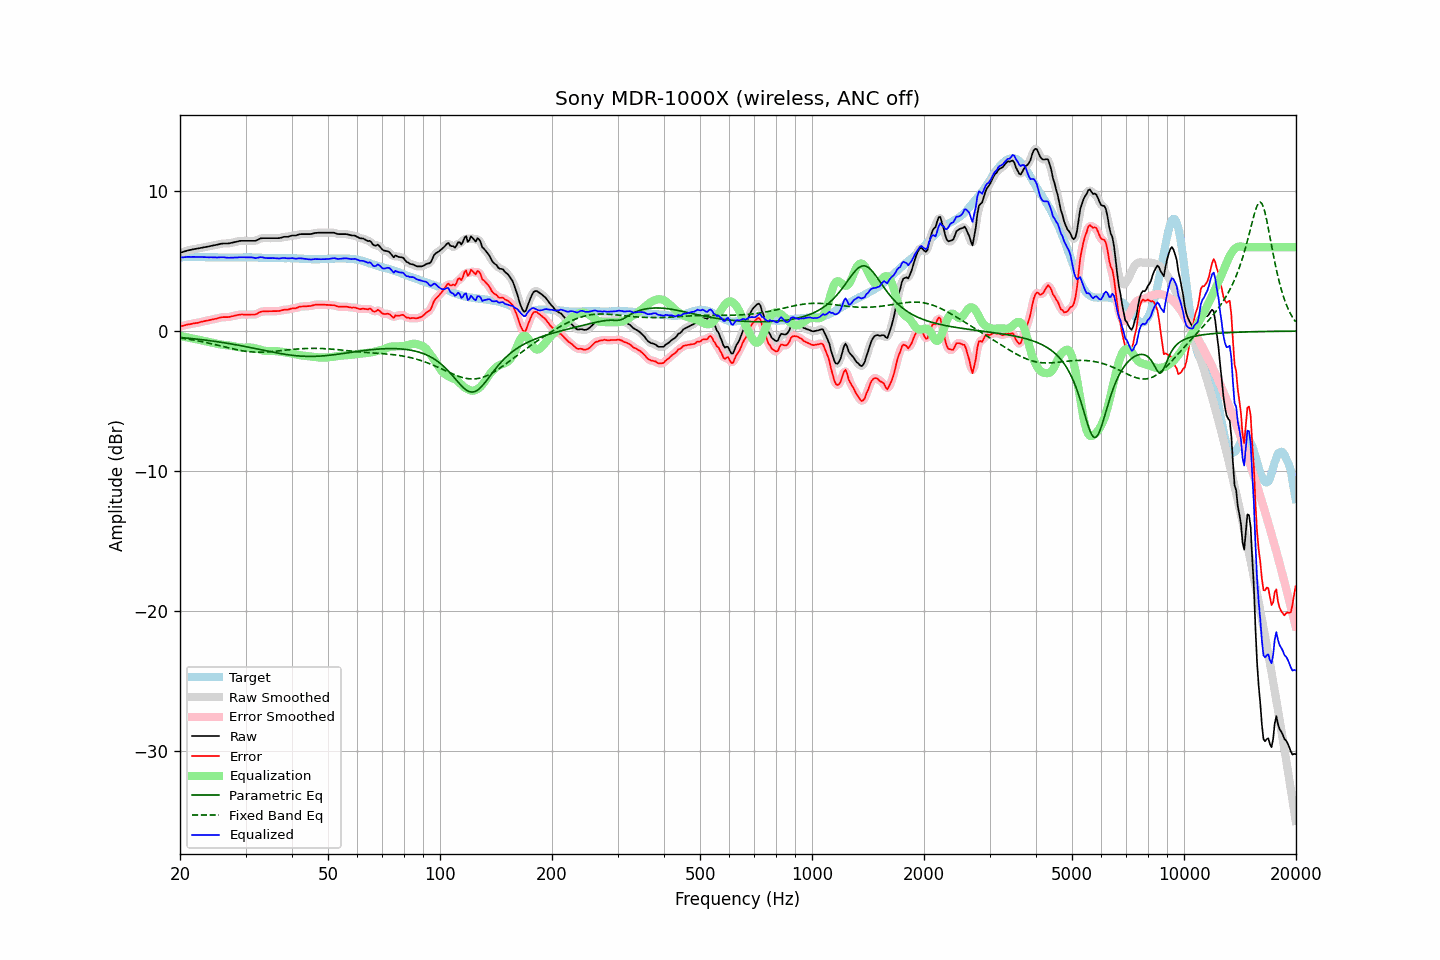 Sony MDR-1000X (wireless, ANC off)
Amplitude (dBr)
10
0
−10
−20
−30
Target
Raw Smoothed
Error Smoothed
Raw
Error
Equalization
Parametric Eq
Fixed Band Eq
Equalized
20 50 100 200 500 1000 2000 5000 10000 20000
Frequency (Hz)